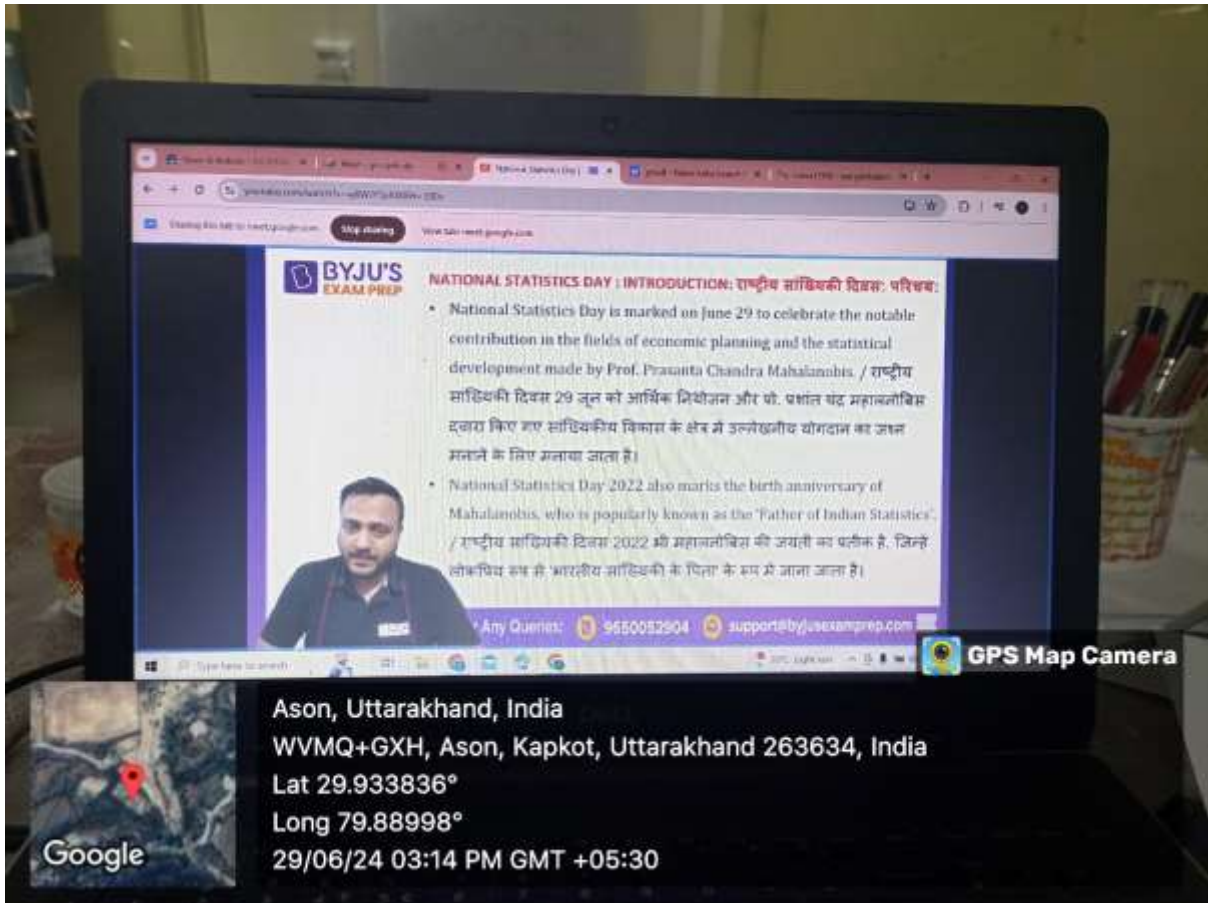 Stop sharing
BYJU'S
EXAM PREP
NATIONAL STATISTICS DAY : INTRODUCTION: राष्ट्रीय सांख्यिकी दिवस: परिचय:
• National Statistics Day is marked on June 29 to celebrate the notable
contribution in the fields of economic planning and the statistical
development made by Prof. Prasanta Chandra Mahalanobis. / राष्ट्रीय
सांख्यिकी दिवस 29 जून को आर्थिक नियोजन और प्रो. प्रशांत चंद्र महालनोबिस
द्वारा किए गए सांख्यिकीय विकास के क्षेत्र में उल्लेखनीय योगदान का जश्न
मनाने के लिए मनाया जाता है।
• National Statistics Day 2022 also marks the birth anniversary of
Mahalanobis, who is popularly known as the 'Father of Indian Statistics'.
/ राष्ट्रीय सांख्यिकी दिवस 2022 भी महालनोबिस की जयंती का प्रतीक है, जिन्हें
लोकप्रिय रूप से 'भारतीय सांख्यिकी के पिता' के रूप में जाना जाता है।
Any Queries: 9650052904 support@byjusexamprep.com
Type here to search
GPS Map Camera
Ason, Uttarakhand, India
WVMQ+GXH, Ason, Kapkot, Uttarakhand 263634, India
Lat 29.933836°
Long 79.88998°
29/06/24 03:14 PM GMT +05:30
Google